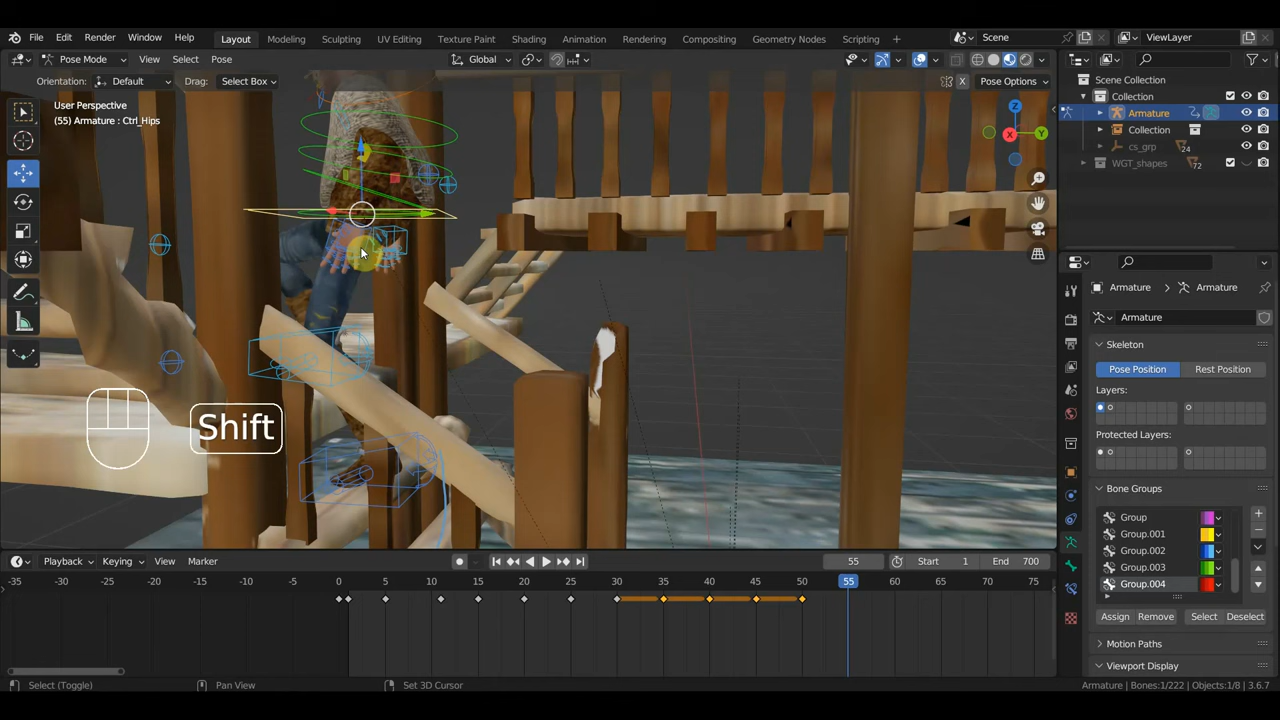 File Edit Render Window Help Layout Modeling Sculpting UV Editing Texture Paint Shading Animation Rendering Compositing Geometry Nodes Scripting + Scene ViewLayer
Pose Mode View Select Pose Global
Orientation: Default Drag: Select Box X Pose Options
Scene Collection
Collection
Armature
Collection
24
cs_grp
WGT_shapes
72
User Perspective
(55) Armature : Ctrl_Hips
Z
X
Y
Shift
Armature > Armature
Armature
Skeleton
Pose Position Rest Position
Layers:
Protected Layers:
Bone Groups
Group
Group.001
Group.002
Group.003
Group.004
Assign Remove Select Deselect
Motion Paths
Viewport Display
Playback Keying View Marker 55 Start 1 End 700
-35 -30 -25 -20 -15 -10 -5 0 5 10 15 20 25 30 35 40 45 50 55 60 65 70 75
Select (Toggle) Pan View Set 3D Cursor Armature | Bones:1/222 | Objects:1/8 | 3.6.7